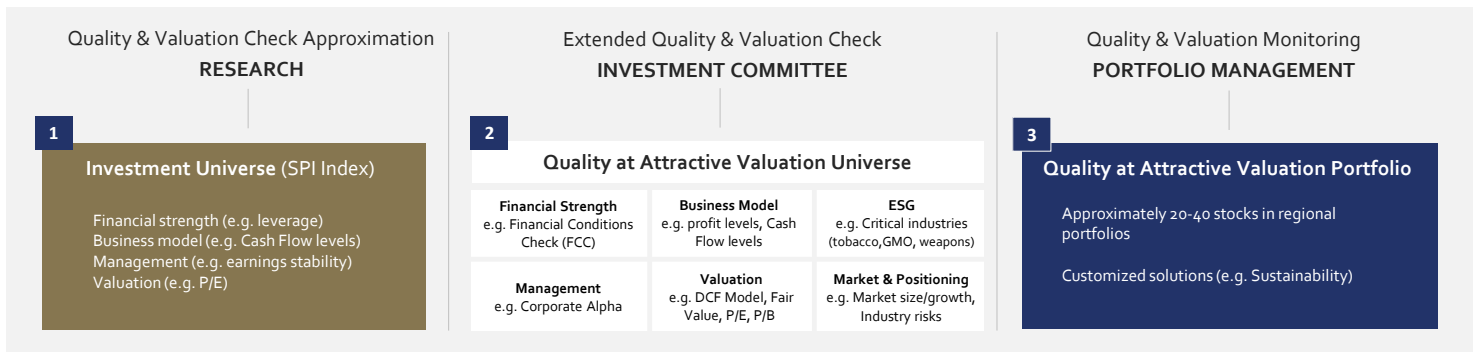 Quality & Valuation Check Approximation
RESEARCH
1
Investment Universe (SPI Index)
Financial strength (e.g. leverage)
Business model (e.g. Cash Flow levels)
Management (e.g. earnings stability)
Valuation (e.g. P/E)
Extended Quality & Valuation Check
INVESTMENT COMMITTEE
2
Quality at Attractive Valuation Universe
Financial Strength
e.g. Financial Conditions
Check (FCC)
Business Model
e.g. profit levels, Cash
Flow levels
ESG
e.g. Critical industries
(tobacco,GMO, weapons)
Management
e.g. Corporate Alpha
Valuation
e.g. DCF Model, Fair
Value, P/E, P/B
Market & Positioning
e.g. Market size/growth,
Industry risks
Quality & Valuation Monitoring
PORTFOLIO MANAGEMENT
3
Quality at Attractive Valuation Portfolio
Approximately 20-40 stocks in regional
portfolios
Customized solutions (e.g. Sustainability)